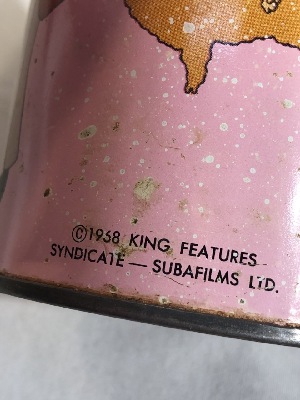 ©1968 KING FEATURES
SYNDICATE — SUBAFILMS LTD.